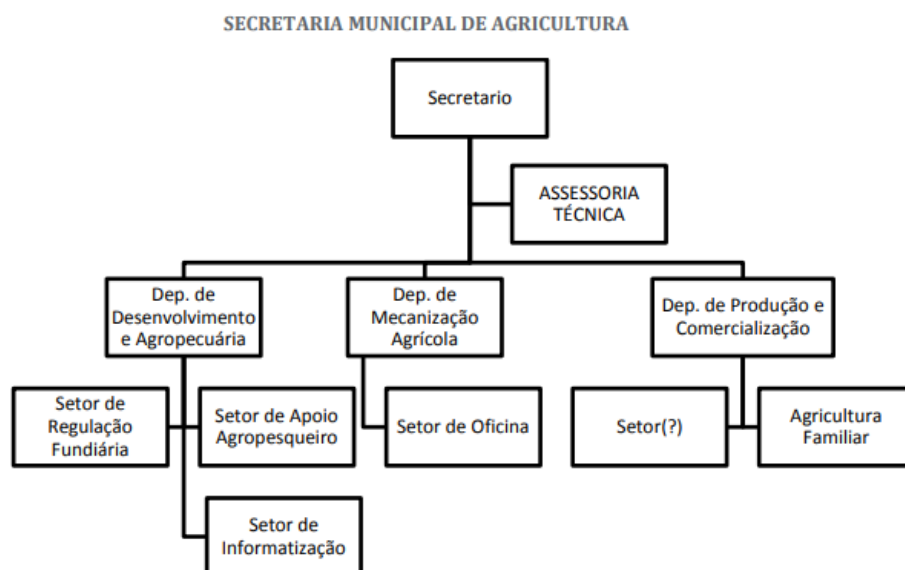 SECRETARIA MUNICIPAL DE AGRICULTURA
Secretario
ASSESSORIA
TÉCNICA
Dep. de
Desenvolvimento
e Agropecuária
Dep. de
Mecanização
Agrícola
Dep. de Produção e
Comercialização
Setor de
Regulação
Fundiária
Setor de Apoio
Agropesqueiro
Setor de Oficina
Setor(?)
Agricultura
Familiar
Setor de
Informatização